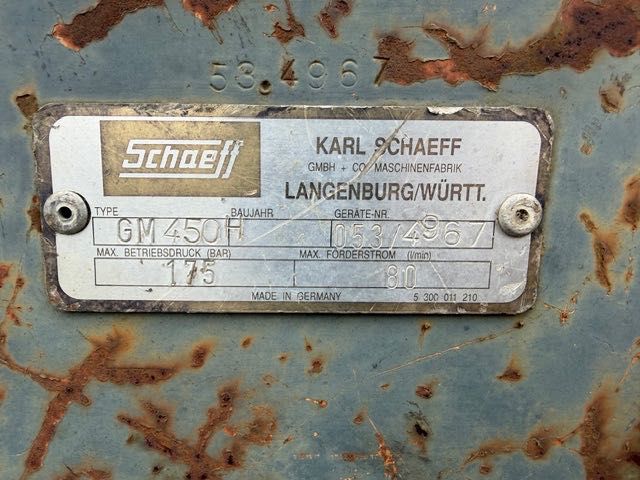 53.4967
Schaeff
KARL SCHAEFF
GMBH + CO. MASCHINENFABRIK
LANGENBURG/WÜRTT.
TYPE BAUJAHR GERÄTE-NR.
GM 450H 053/4967
MAX. BETRIEBSDRUCK (BAR) MAX. FÖRDERSTROM (l/min)
175 80
MADE IN GERMANY 5 300 011 210